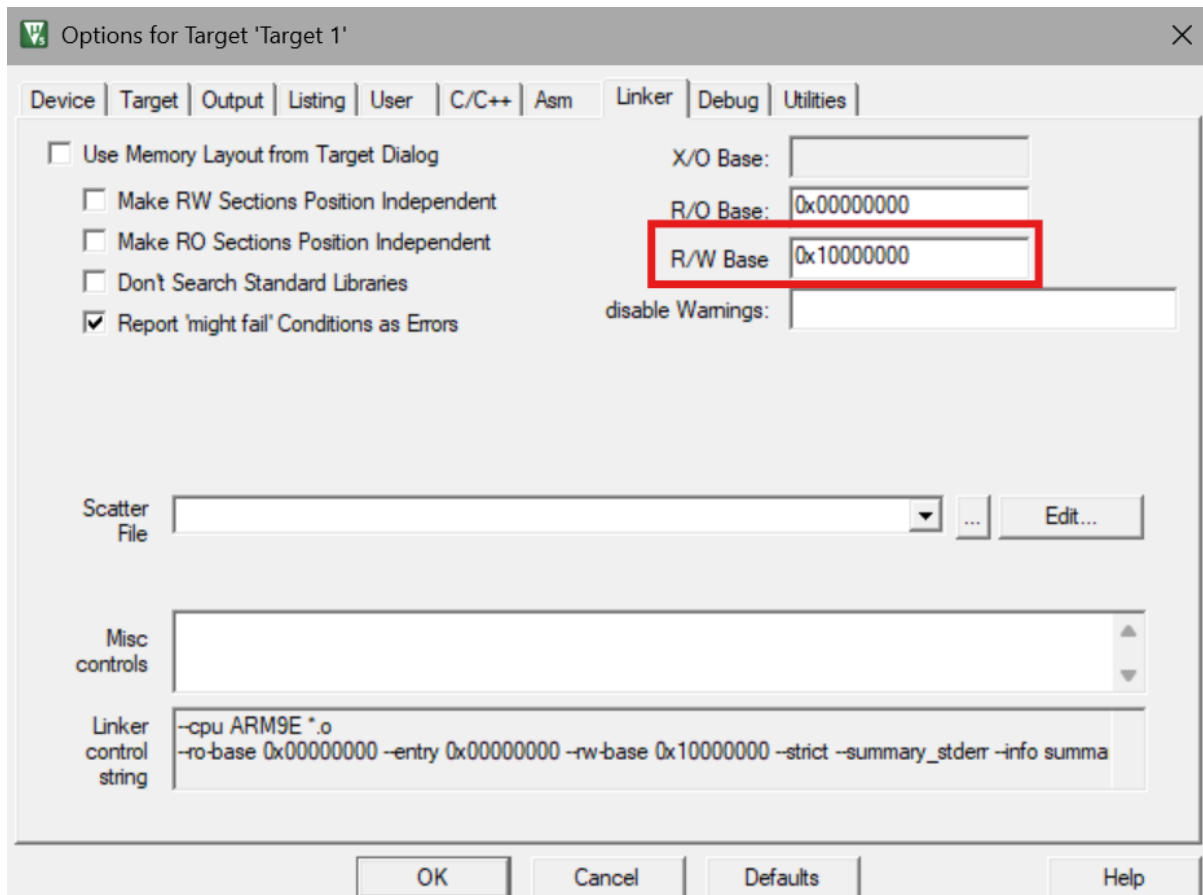 Options for Target 'Target 1'
Device Target Output Listing User C/C++ Asm Linker Debug Utilities
Use Memory Layout from Target Dialog
Make RW Sections Position Independent
Make RO Sections Position Independent
Don't Search Standard Libraries
Report 'might fail' Conditions as Errors
X/O Base:
R/O Base: 0x00000000
R/W Base 0x10000000
disable Warnings:
Scatter
File
...
Edit...
Misc
controls
Linker
control
string
--cpu ARM9E *.o
--ro-base 0x00000000 --entry 0x00000000 --rw-base 0x10000000 --strict --summary_stderr --info summa
OK Cancel Defaults Help